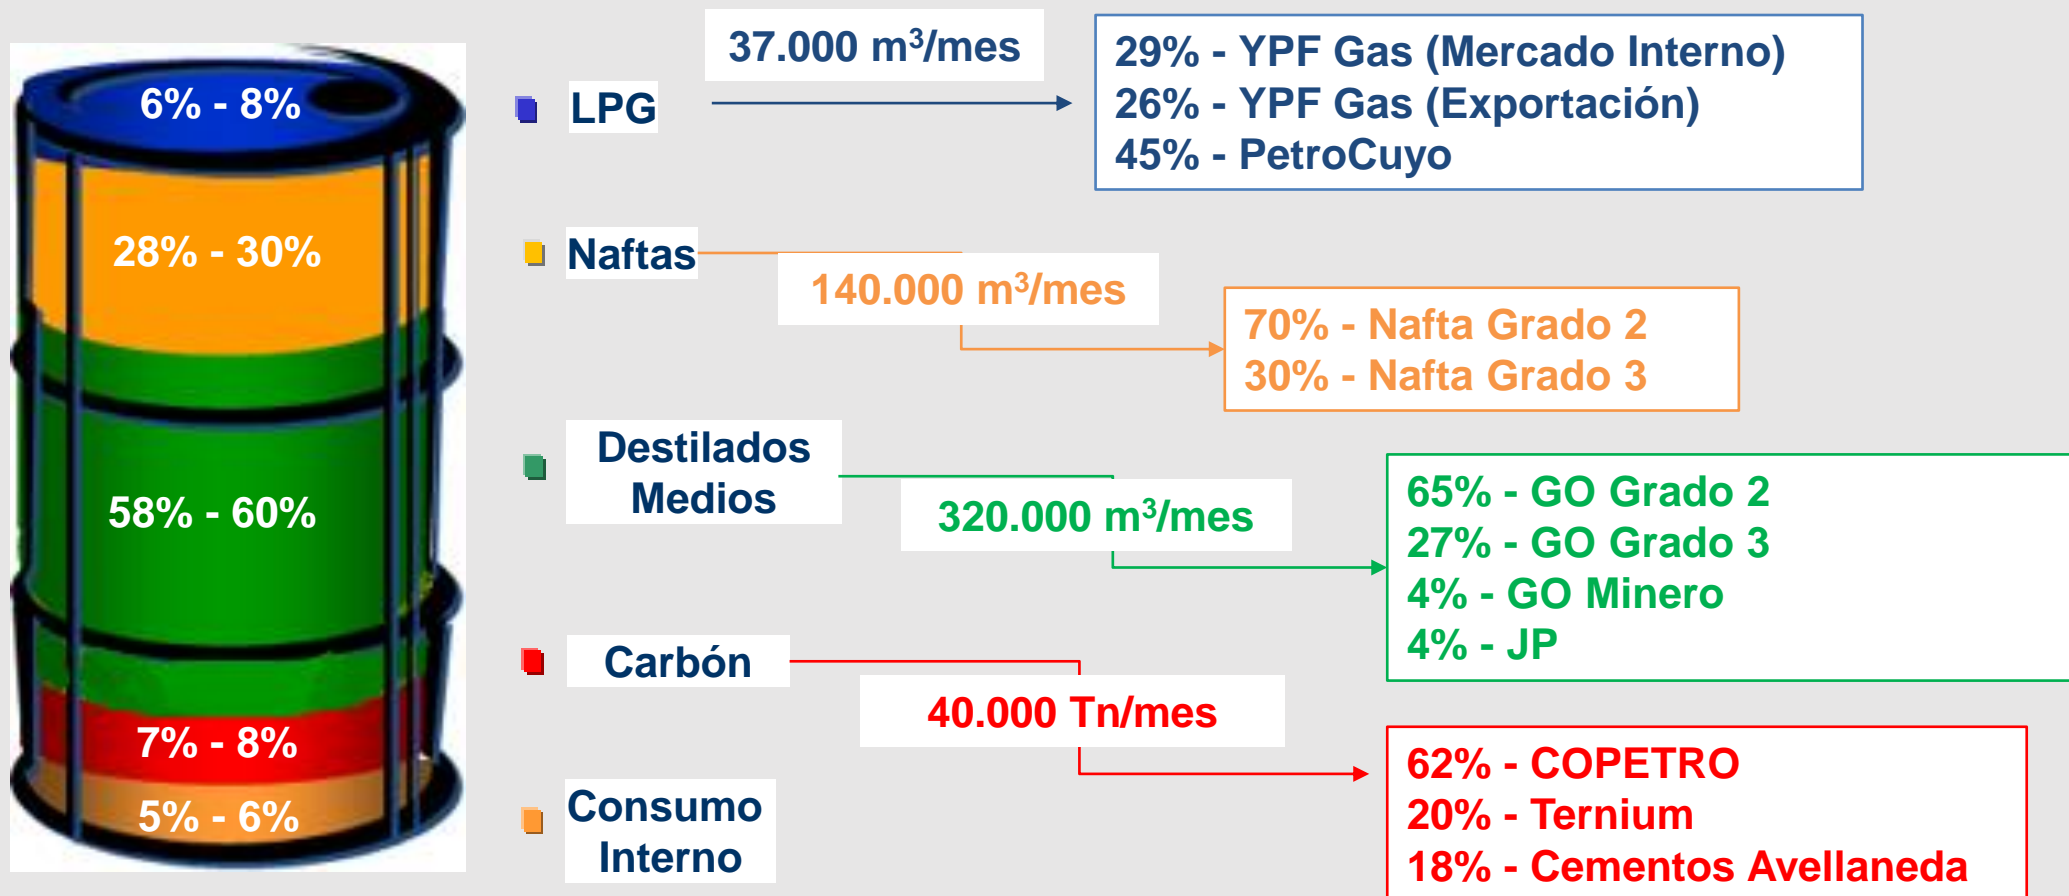 6% - 8%
28% - 30%
58% - 60%
7% - 8%
5% - 6%
LPG
37.000 m³/mes
29% - YPF Gas (Mercado Interno)
26% - YPF Gas (Exportación)
45% - PetroCuyo
Naftas
140.000 m³/mes
70% - Nafta Grado 2
30% - Nafta Grado 3
Destilados
Medios
320.000 m³/mes
65% - GO Grado 2
27% - GO Grado 3
4% - GO Minero
4% - JP
Carbón
40.000 Tn/mes
62% - COPETRO
20% - Ternium
18% - Cementos Avellaneda
Consumo
Interno